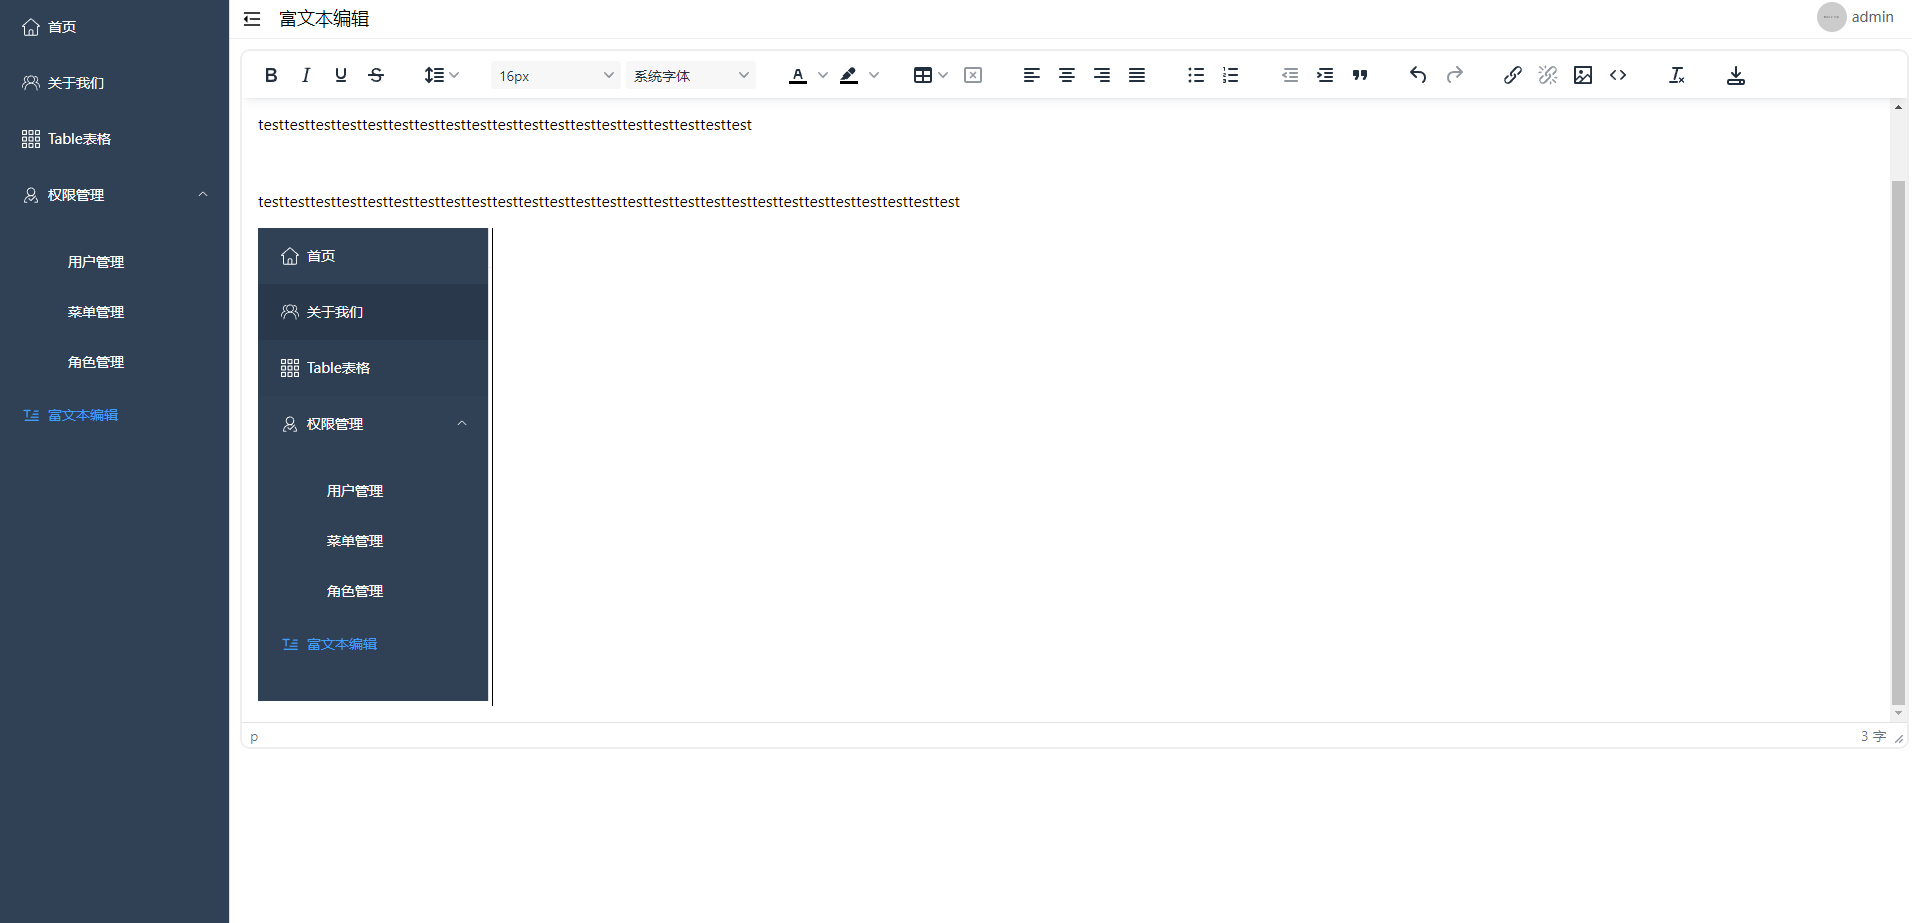 首页
关于我们
Table表格
权限管理
用户管理
菜单管理
角色管理
富文本编辑
富文本编辑
admin
16px
系统字体
testtesttesttesttesttesttesttesttesttesttesttesttesttesttesttesttesttesttest
testtesttesttesttesttesttesttesttesttesttesttesttesttesttesttesttesttesttesttesttesttesttesttesttesttesttest
首页
关于我们
Table表格
权限管理
用户管理
菜单管理
角色管理
富文本编辑
p
3 字